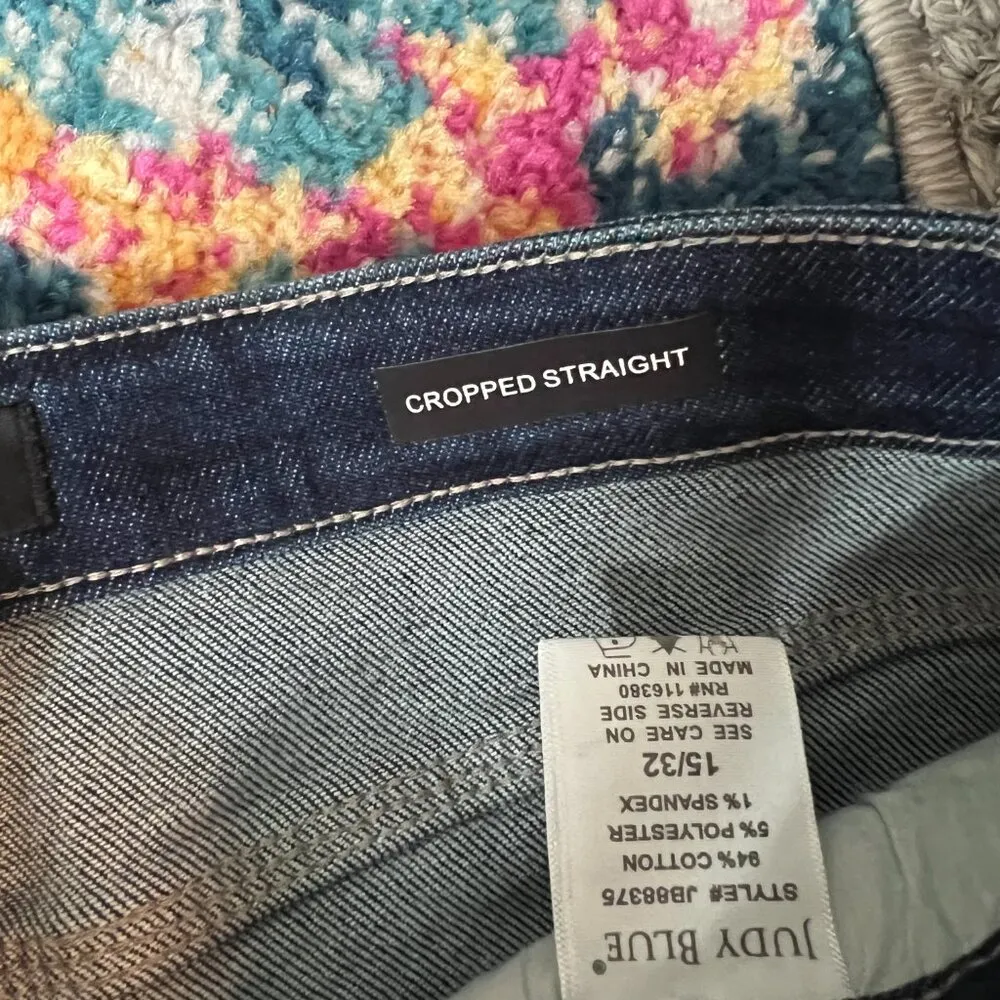 CROPPED STRAIGHT
JUDY BLUE®
STYLE# JB88375
94% COTTON
5% POLYESTER
1% SPANDEX
15/32
SEE CARE ON
REVERSE SIDE
RN# 116380
MADE IN CHINA